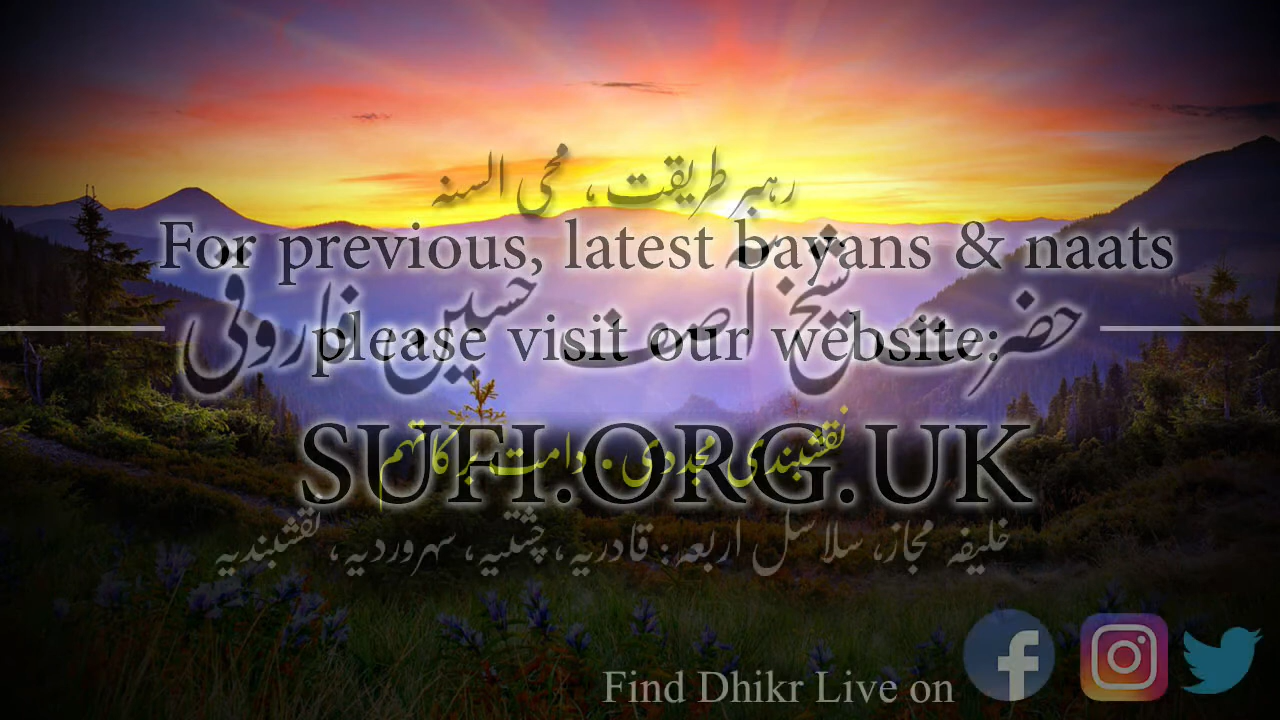 رہبر طریقت، محی السنہ
For previous, latest bayans & naats
حضرت شیخ آصف حسین فاروقی
please visit our website:
نقشبندی مجددی . دامت برکاتہم
SUFI.ORG.UK
خلیفہ مجاز، سلاسل اربعہ: قادریہ، چشتیہ، سہروردیہ، نقشبندیہ
Find Dhikr Live on